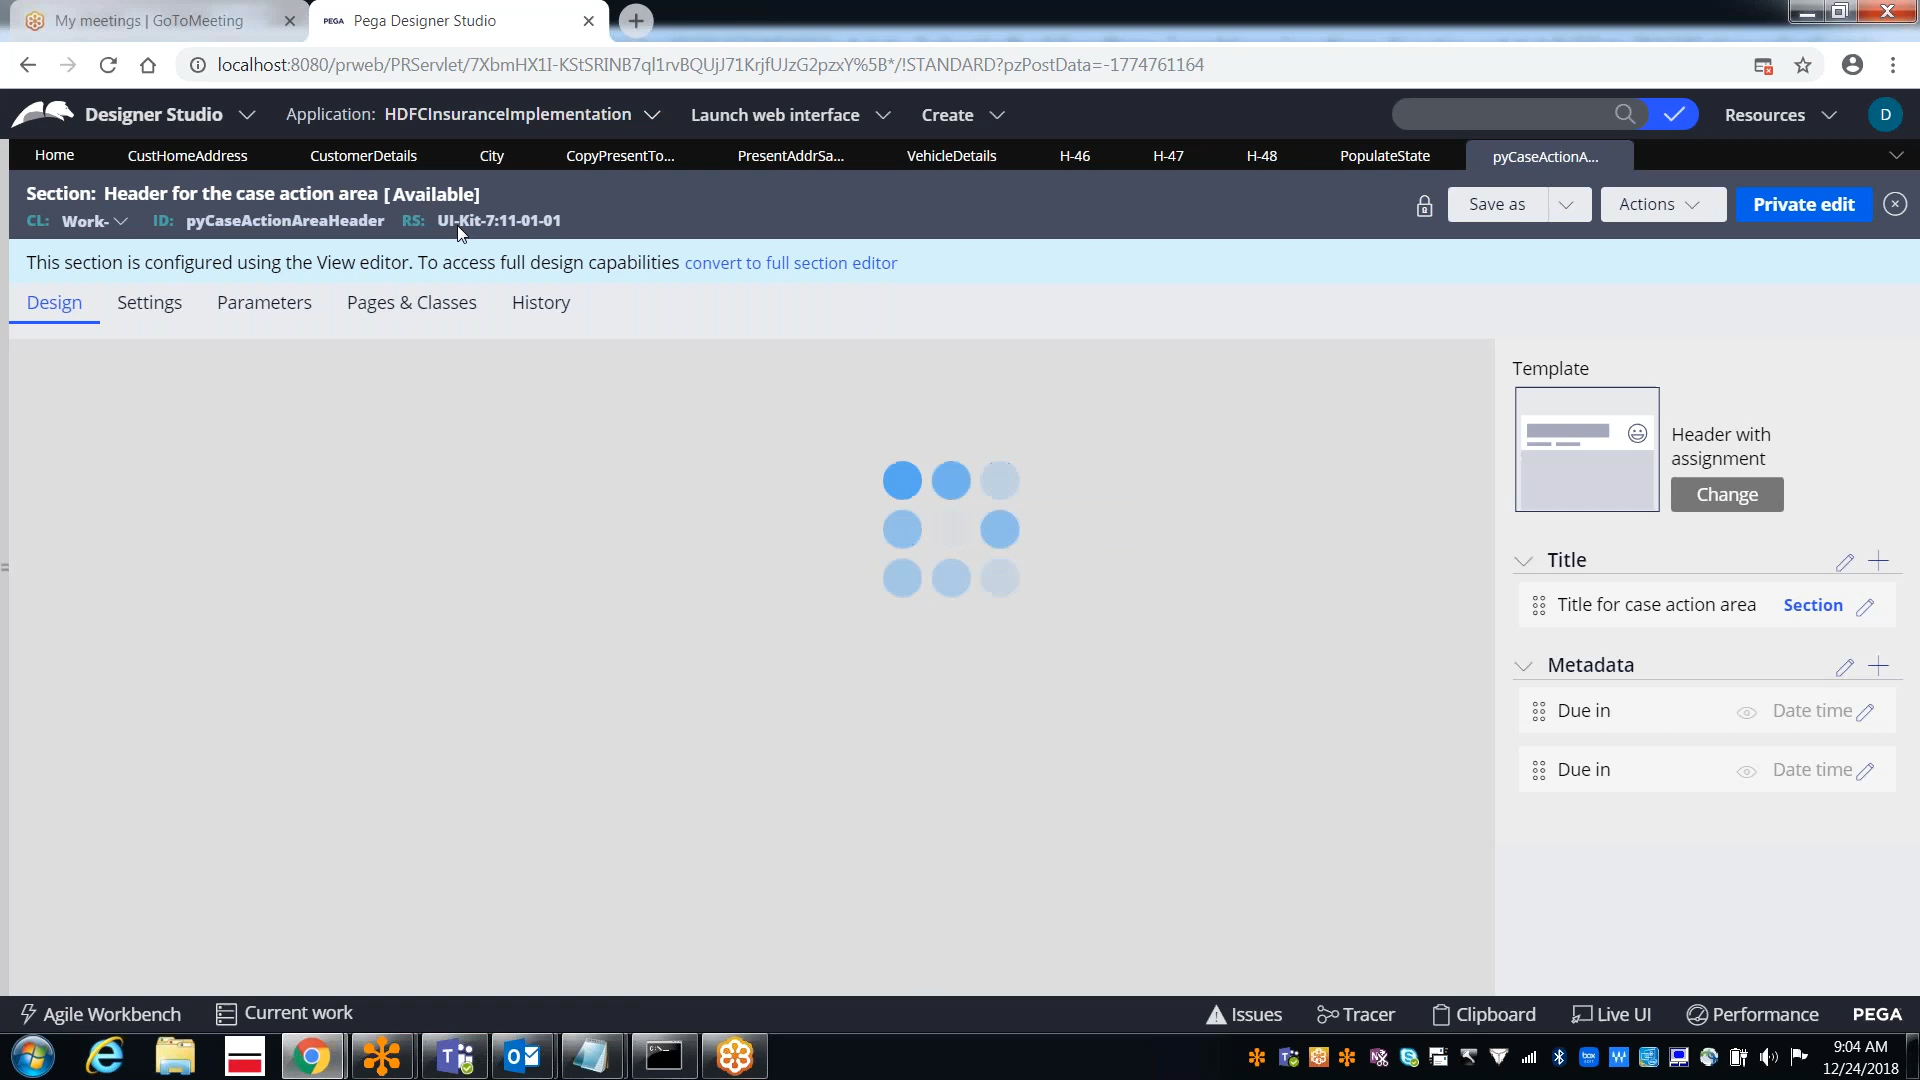 My meetings | GoToMeeting
PEGA Pega Designer Studio
localhost:8080/prweb/PRServlet/7XbmHX1I-KStSRINB7ql1rvBQUjJ71KrjfUJzG2pzxY%5B*/!STANDARD?pzPostData=-1774761164
Designer Studio Application: HDFCInsuranceImplementation Launch web interface Create Resources D
Home CustHomeAddress CustomerDetails City CopyPresentTo... PresentAddrSa... VehicleDetails H-46 H-47 H-48 PopulateState pyCaseActionA...
Section: Header for the case action area [ Available]
CL: Work- ID: pyCaseActionAreaHeader RS: UI-Kit-7:11-01-01
Save as Actions Private edit
This section is configured using the View editor. To access full design capabilities convert to full section editor
Design Settings Parameters Pages & Classes History
Template
Header with
assignment
Change
Title
Title for case action area Section
Metadata
Due in Date time
Due in Date time
Agile Workbench Current work Issues Tracer Clipboard Live UI Performance PEGA
9:04 AM
12/24/2018